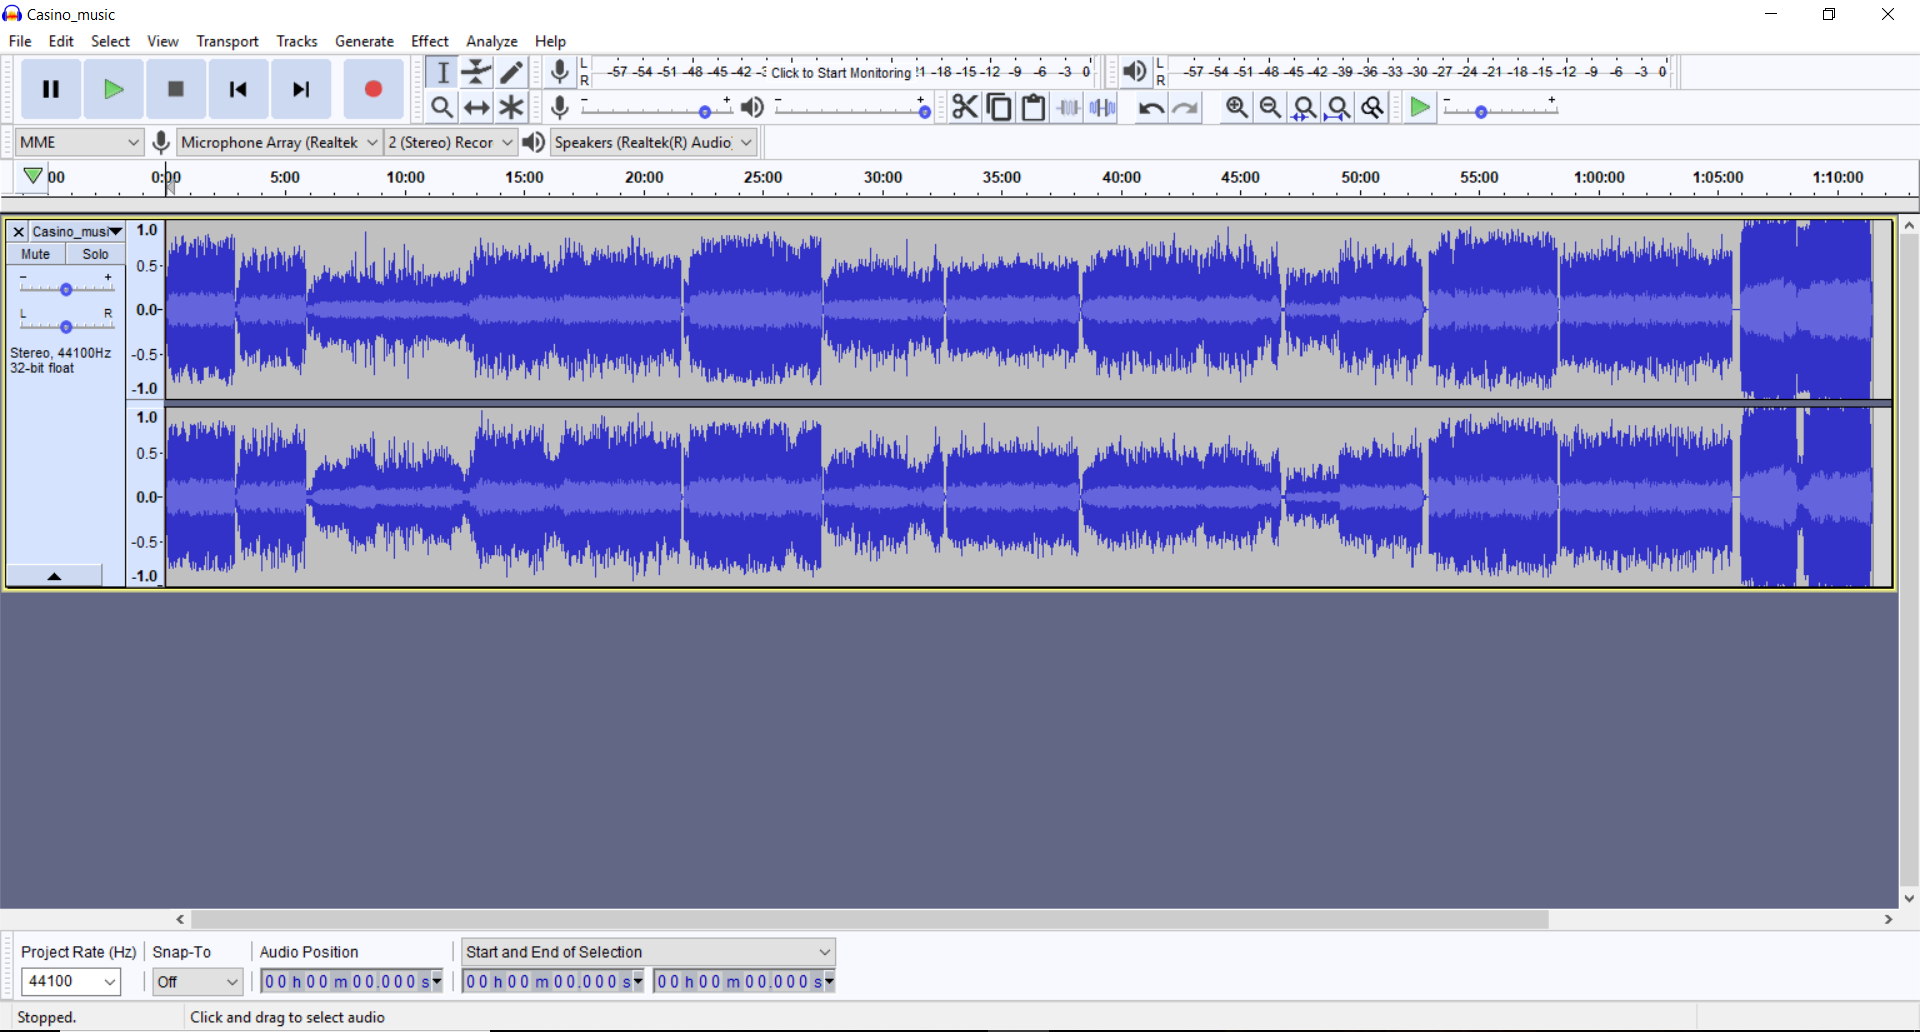 Casino_music
File Edit Select View Transport Tracks Generate Effect Analyze Help
L R -57 -54 -51 -48 -45 -42 -3 Click to Start Monitoring !1 -18 -15 -12 -9 -6 -3 0
L R -57 -54 -51 -48 -45 -42 -39 -36 -33 -30 -27 -24 -21 -18 -15 -12 -9 -6 -3 0
- + - + - +
MME Microphone Array (Realtek 2 (Stereo) Recor Speakers (Realtek(R) Audio)
00 0:00 5:00 10:00 15:00 20:00 25:00 30:00 35:00 40:00 45:00 50:00 55:00 1:00:00 1:05:00 1:10:00
Casino_musi
Mute Solo
- +
L R
Stereo, 44100Hz
32-bit float
1.0
0.5-
0.0-
-0.5-
-1.0
1.0
0.5-
0.0-
-0.5-
-1.0
Project Rate (Hz) Snap-To Audio Position Start and End of Selection
44100 Off 00 h 00 m 00.000 s 00 h 00 m 00.000 s 00 h 00 m 00.000 s
Stopped. Click and drag to select audio